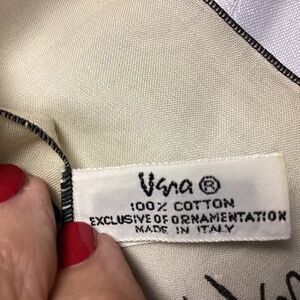 Vera ®
100% COTTON
EXCLUSIVE OF ORNAMENTATION
MADE IN ITALY